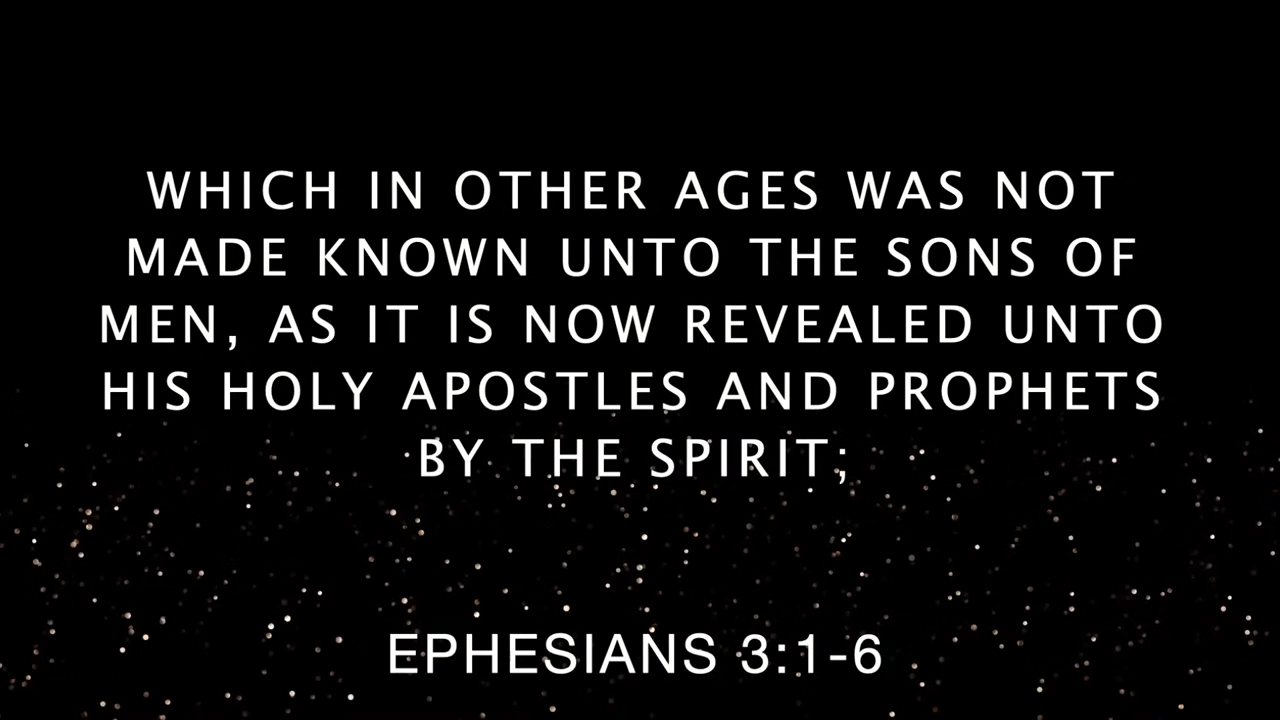 WHICH IN OTHER AGES WAS NOT
MADE KNOWN UNTO THE SONS OF
MEN, AS IT IS NOW REVEALED UNTO
HIS HOLY APOSTLES AND PROPHETS
BY THE SPIRIT;
EPHESIANS 3:1-6